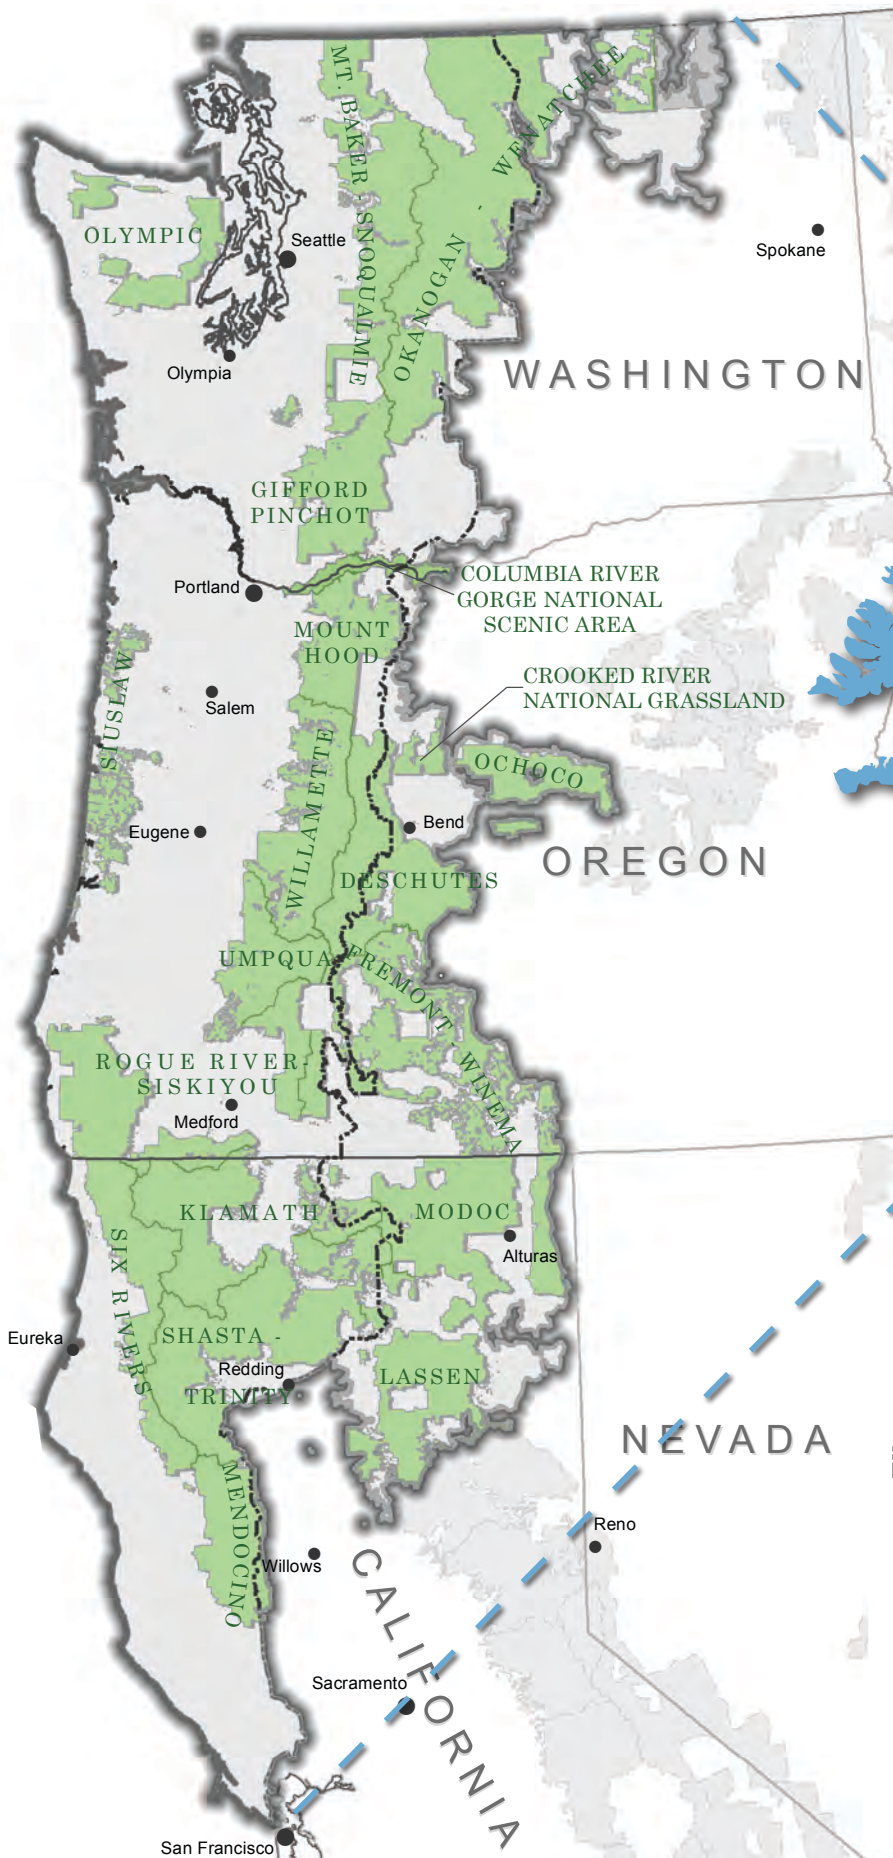 MT. BAKER - SNOQUALMIE
OKANOGAN - WENATCHEE
OLYMPIC
Seattle
Spokane
Olympia
WASHINGTON
GIFFORD
PINCHOT
Portland
COLUMBIA RIVER
GORGE NATIONAL
SCENIC AREA
MOUNT
HOOD
CROOKED RIVER
NATIONAL GRASSLAND
SIUSLAW
Salem
WILLAMETTE
OCHOCO
Eugene
Bend
OREGON
DESCHUTES
UMPQUA
FREMONT - WINEMA
ROGUE RIVER-
SISKIYOU
Medford
KLAMATH
MODOC
Alturas
SIX RIVERS
Eureka
SHASTA -
TRINITY
Redding
LASSEN
NEVADA
MENDOCINO
Willows
Reno
CALIFORNIA
Sacramento
San Francisco